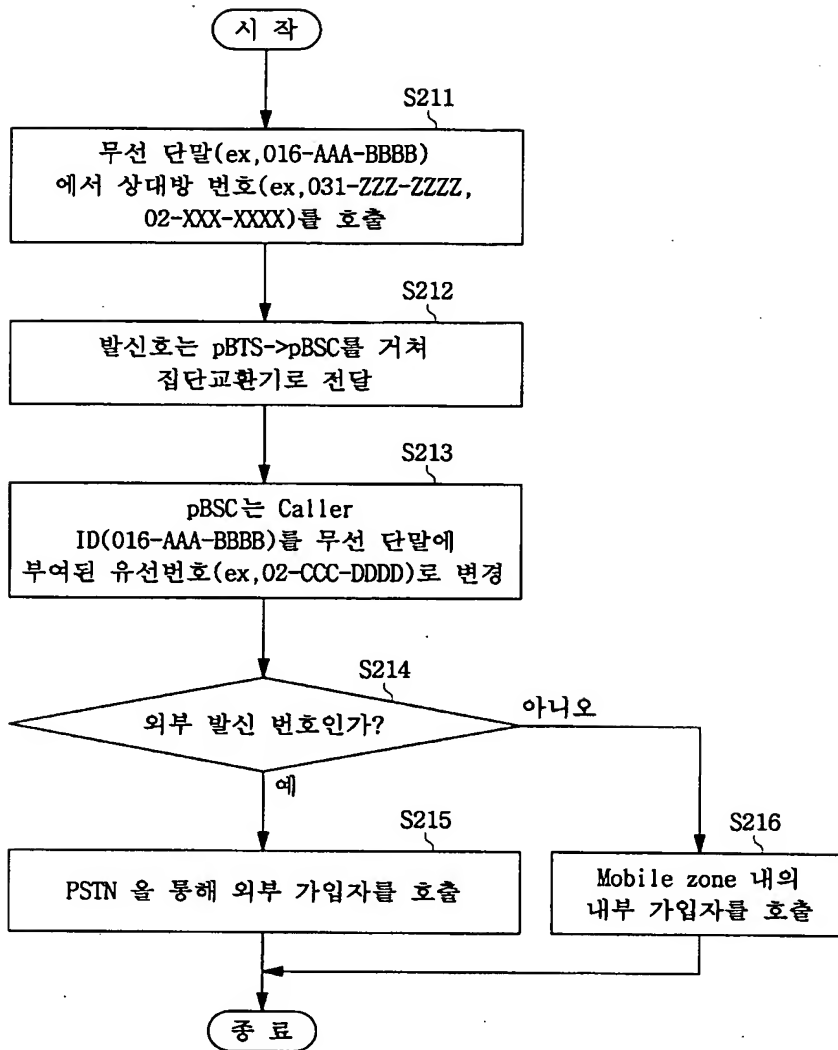 시 작
S211
무선 단말(ex,016-AAA-BBBB)
에서 상대방 번호(ex,031-ZZZ-ZZZZ,
02-XXX-XXXX)를 호출
S212
발신호는 pBTS->pBSC를 거쳐
집단교환기로 전달
S213
pBSC는 Caller
ID(016-AAA-BBBB)를 무선 단말에
부여된 유선번호(ex,02-CCC-DDDD)로 변경
S214
외부 발신 번호인가?
아니오
예
S215
PSTN 을 통해 외부 가입자를 호출
S216
Mobile zone 내의
내부 가입자를 호출
종 료